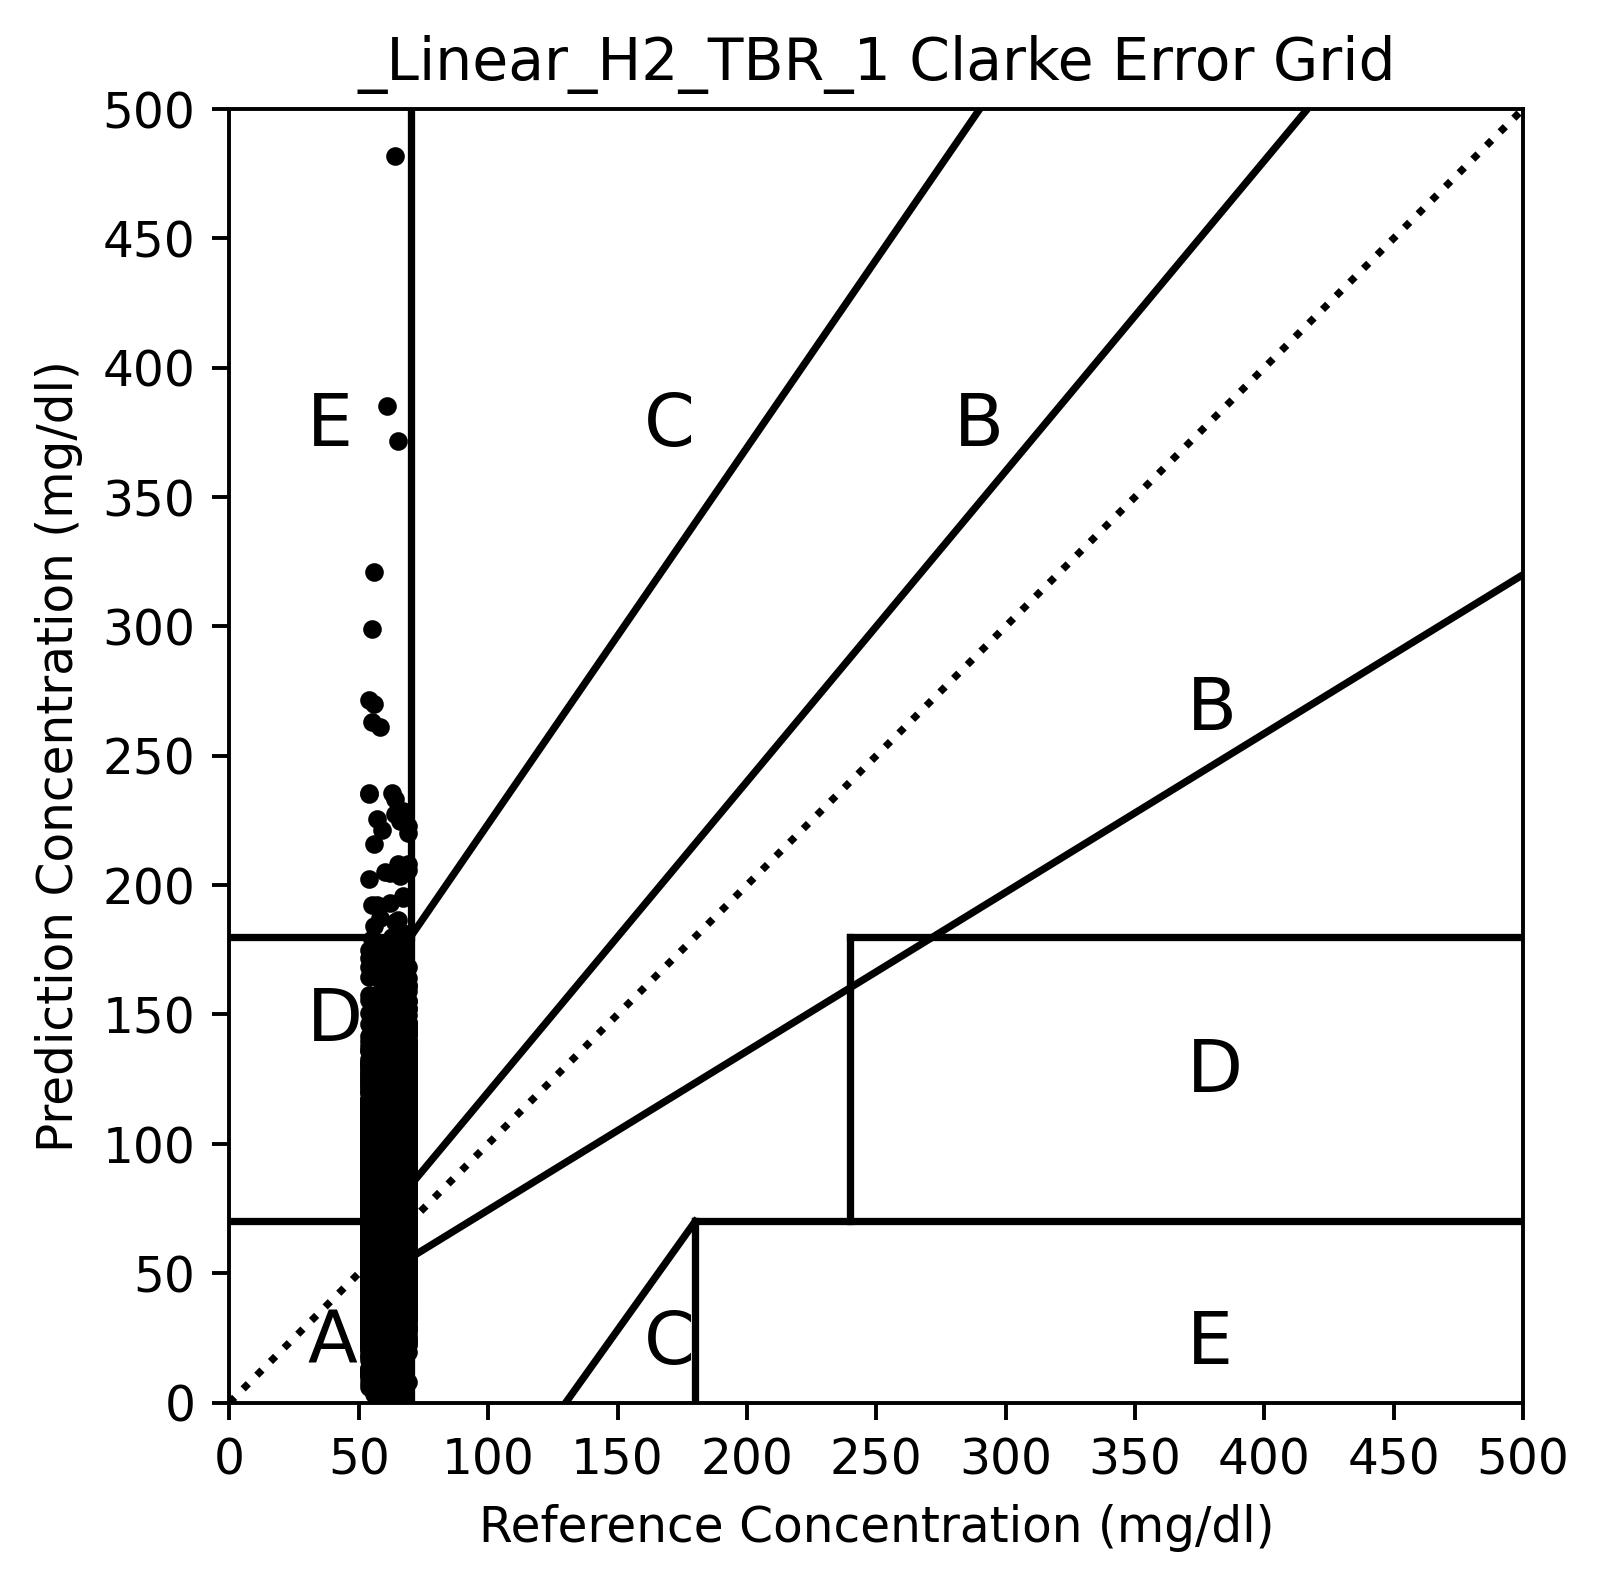 _Linear_H2_TBR_1 Clarke Error Grid
500
450
400
350
300
250
200
150
100
50
0
Prediction Concentration (mg/dl)
E
C
B
B
D
D
A
C
E
0 50 100 150 200 250 300 350 400 450 500
Reference Concentration (mg/dl)